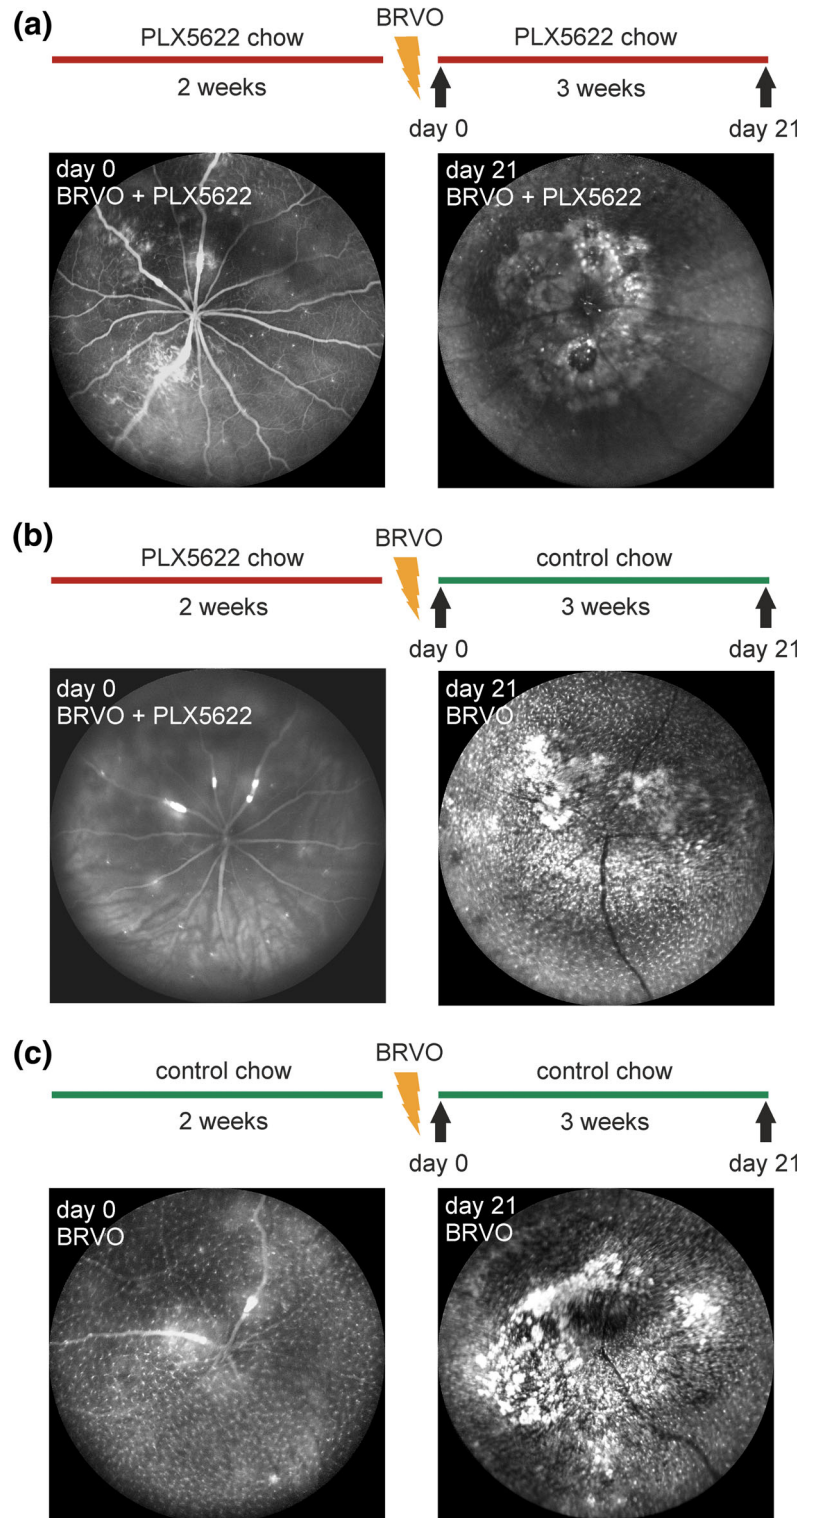 (a)
BRVO
PLX5622 chow
PLX5622 chow
2 weeks
3 weeks
day 0
day 21
day 0
BRVO + PLX5622
day 21
BRVO + PLX5622
(b)
BRVO
PLX5622 chow
control chow
2 weeks
3 weeks
day 0
day 21
day 0
BRVO + PLX5622
day 21
BRVO
(c)
BRVO
control chow
control chow
2 weeks
3 weeks
day 0
day 21
day 0
BRVO
day 21
BRVO